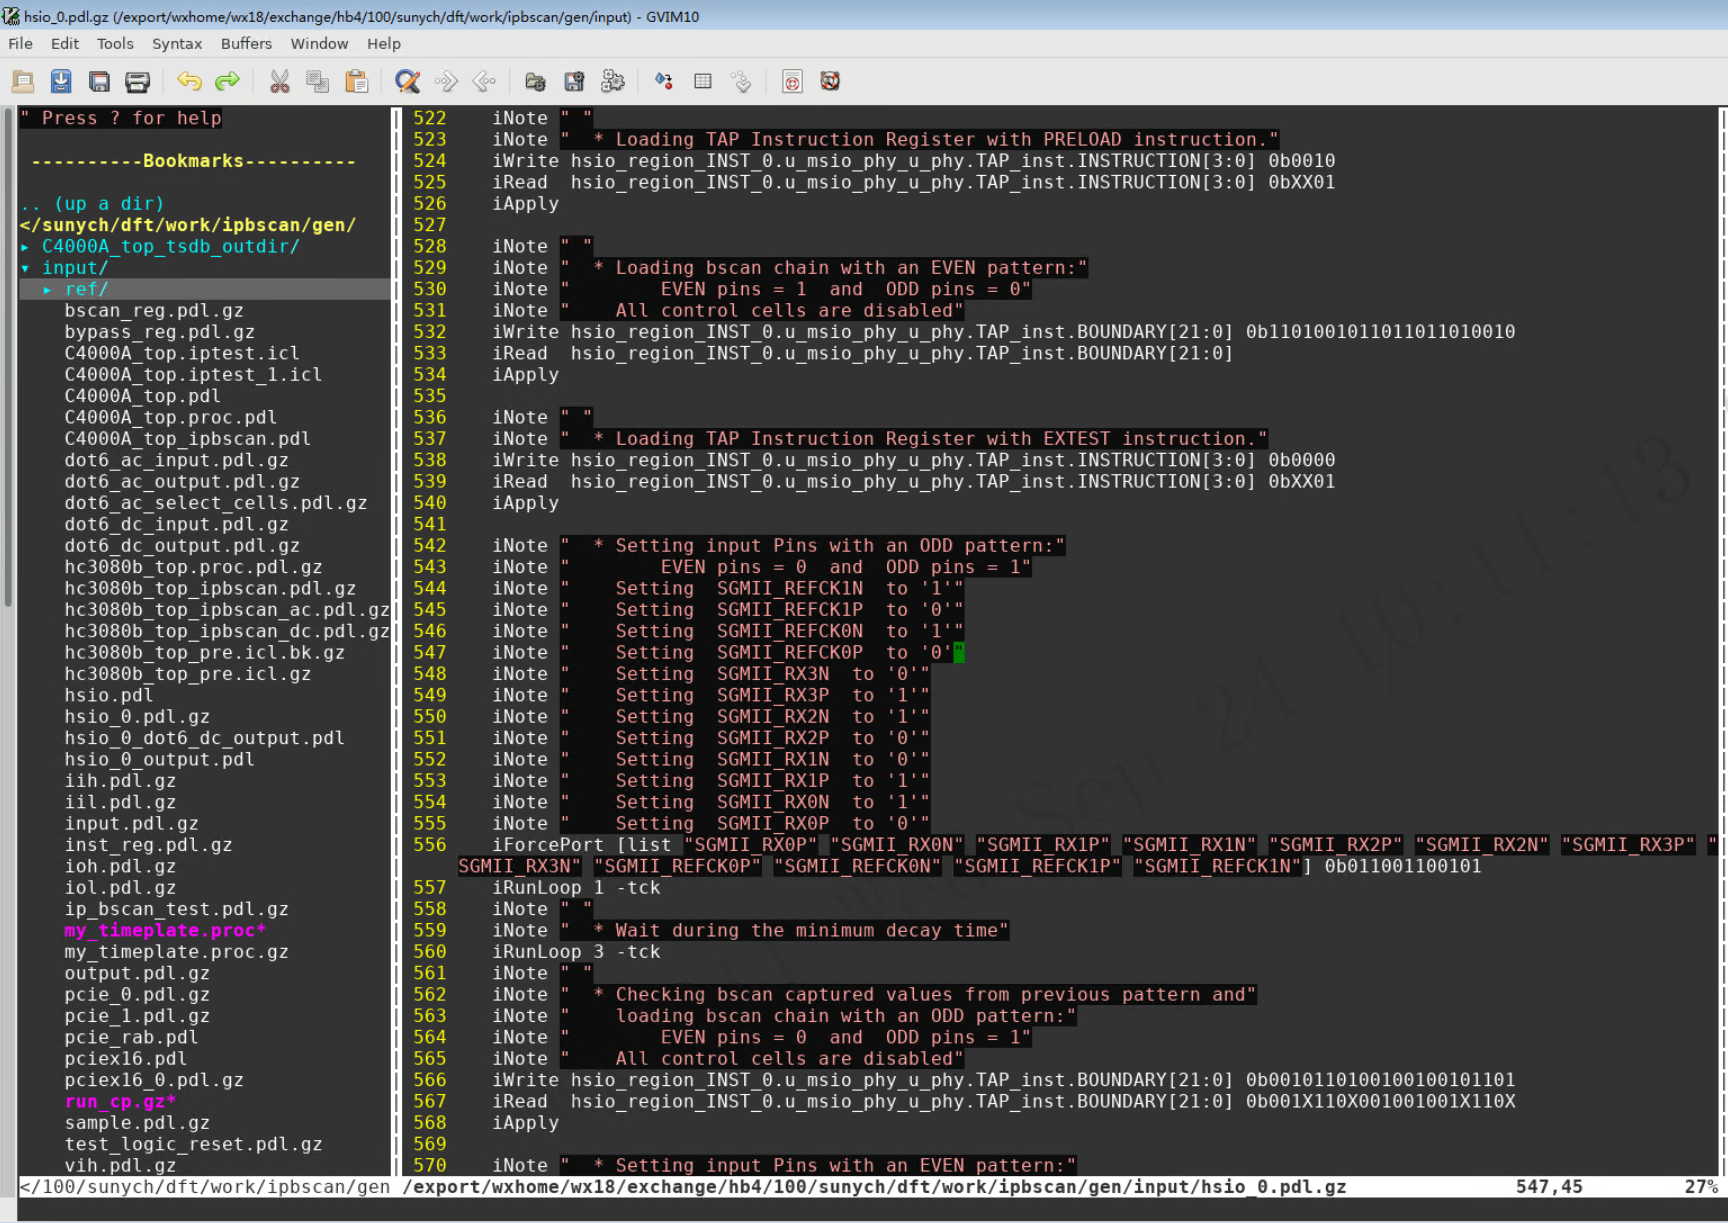 hsio_0.pdl.gz (/export/wxhome/wx18/exchange/hb4/100/sunych/dft/work/ipbscan/gen/input) - GVIM10
File Edit Tools Syntax Buffers Window Help
" Press ? for help
----------Bookmarks----------
.. (up a dir)
</sunych/dft/work/ipbscan/gen/
▸ C4000A_top_tsdb_outdir/
▾ input/
▸ ref/
bscan_reg.pdl.gz
bypass_reg.pdl.gz
C4000A_top.iptest.icl
C4000A_top.iptest_1.icl
C4000A_top.pdl
C4000A_top.proc.pdl
C4000A_top_ipbscan.pdl
dot6_ac_input.pdl.gz
dot6_ac_output.pdl.gz
dot6_ac_select_cells.pdl.gz
dot6_dc_input.pdl.gz
dot6_dc_output.pdl.gz
hc3080b_top.proc.pdl.gz
hc3080b_top_ipbscan.pdl.gz
hc3080b_top_ipbscan_ac.pdl.gz
hc3080b_top_ipbscan_dc.pdl.gz
hc3080b_top_pre.icl.bk.gz
hc3080b_top_pre.icl.gz
hsio.pdl
hsio_0.pdl.gz
hsio_0_dot6_dc_output.pdl
hsio_0_output.pdl
iih.pdl.gz
iil.pdl.gz
input.pdl.gz
inst_reg.pdl.gz
ioh.pdl.gz
iol.pdl.gz
ip_bscan_test.pdl.gz
my_timeplate.proc*
my_timeplate.proc.gz
output.pdl.gz
pcie_0.pdl.gz
pcie_1.pdl.gz
pcie_rab.pdl
pciex16.pdl
pciex16_0.pdl.gz
run_cp.gz*
sample.pdl.gz
test_logic_reset.pdl.gz
vih.pdl.gz
522 iNote " "
523 iNote " * Loading TAP Instruction Register with PRELOAD instruction."
524 iWrite hsio_region_INST_0.u_msio_phy_u_phy.TAP_inst.INSTRUCTION[3:0] 0b0010
525 iRead hsio_region_INST_0.u_msio_phy_u_phy.TAP_inst.INSTRUCTION[3:0] 0bXX01
526 iApply
527
528 iNote " "
529 iNote " * Loading bscan chain with an EVEN pattern:"
530 iNote " EVEN pins = 1 and ODD pins = 0"
531 iNote " All control cells are disabled"
532 iWrite hsio_region_INST_0.u_msio_phy_u_phy.TAP_inst.BOUNDARY[21:0] 0b1101001011011011010010
533 iRead hsio_region_INST_0.u_msio_phy_u_phy.TAP_inst.BOUNDARY[21:0]
534 iApply
535
536 iNote " "
537 iNote " * Loading TAP Instruction Register with EXTEST instruction."
538 iWrite hsio_region_INST_0.u_msio_phy_u_phy.TAP_inst.INSTRUCTION[3:0] 0b0000
539 iRead hsio_region_INST_0.u_msio_phy_u_phy.TAP_inst.INSTRUCTION[3:0] 0bXX01
540 iApply
541
542 iNote " * Setting input Pins with an ODD pattern:"
543 iNote " EVEN pins = 0 and ODD pins = 1"
544 iNote " Setting SGMII_REFCK1N to '1'"
545 iNote " Setting SGMII_REFCK1P to '0'"
546 iNote " Setting SGMII_REFCK0N to '1'"
547 iNote " Setting SGMII_REFCK0P to '0'"
548 iNote " Setting SGMII_RX3N to '0'"
549 iNote " Setting SGMII_RX3P to '1'"
550 iNote " Setting SGMII_RX2N to '1'"
551 iNote " Setting SGMII_RX2P to '0'"
552 iNote " Setting SGMII_RX1N to '0'"
553 iNote " Setting SGMII_RX1P to '1'"
554 iNote " Setting SGMII_RX0N to '1'"
555 iNote " Setting SGMII_RX0P to '0'"
556 iForcePort [list "SGMII_RX0P" "SGMII_RX0N" "SGMII_RX1P" "SGMII_RX1N" "SGMII_RX2P" "SGMII_RX2N" "SGMII_RX3P" "
SGMII_RX3N" "SGMII_REFCK0P" "SGMII_REFCK0N" "SGMII_REFCK1P" "SGMII_REFCK1N"] 0b011001100101
557 iRunLoop 1 -tck
558 iNote " "
559 iNote " * Wait during the minimum decay time"
560 iRunLoop 3 -tck
561 iNote " "
562 iNote " * Checking bscan captured values from previous pattern and"
563 iNote " loading bscan chain with an ODD pattern:"
564 iNote " EVEN pins = 0 and ODD pins = 1"
565 iNote " All control cells are disabled"
566 iWrite hsio_region_INST_0.u_msio_phy_u_phy.TAP_inst.BOUNDARY[21:0] 0b0010110100100100101101
567 iRead hsio_region_INST_0.u_msio_phy_u_phy.TAP_inst.BOUNDARY[21:0] 0b001X110X001001001X110X
568 iApply
569
570 iNote " * Setting input Pins with an EVEN pattern:"
Wed Sep 24 10:11:13
</100/sunych/dft/work/ipbscan/gen /export/wxhome/wx18/exchange/hb4/100/sunych/dft/work/ipbscan/gen/input/hsio_0.pdl.gz 547,45 27%